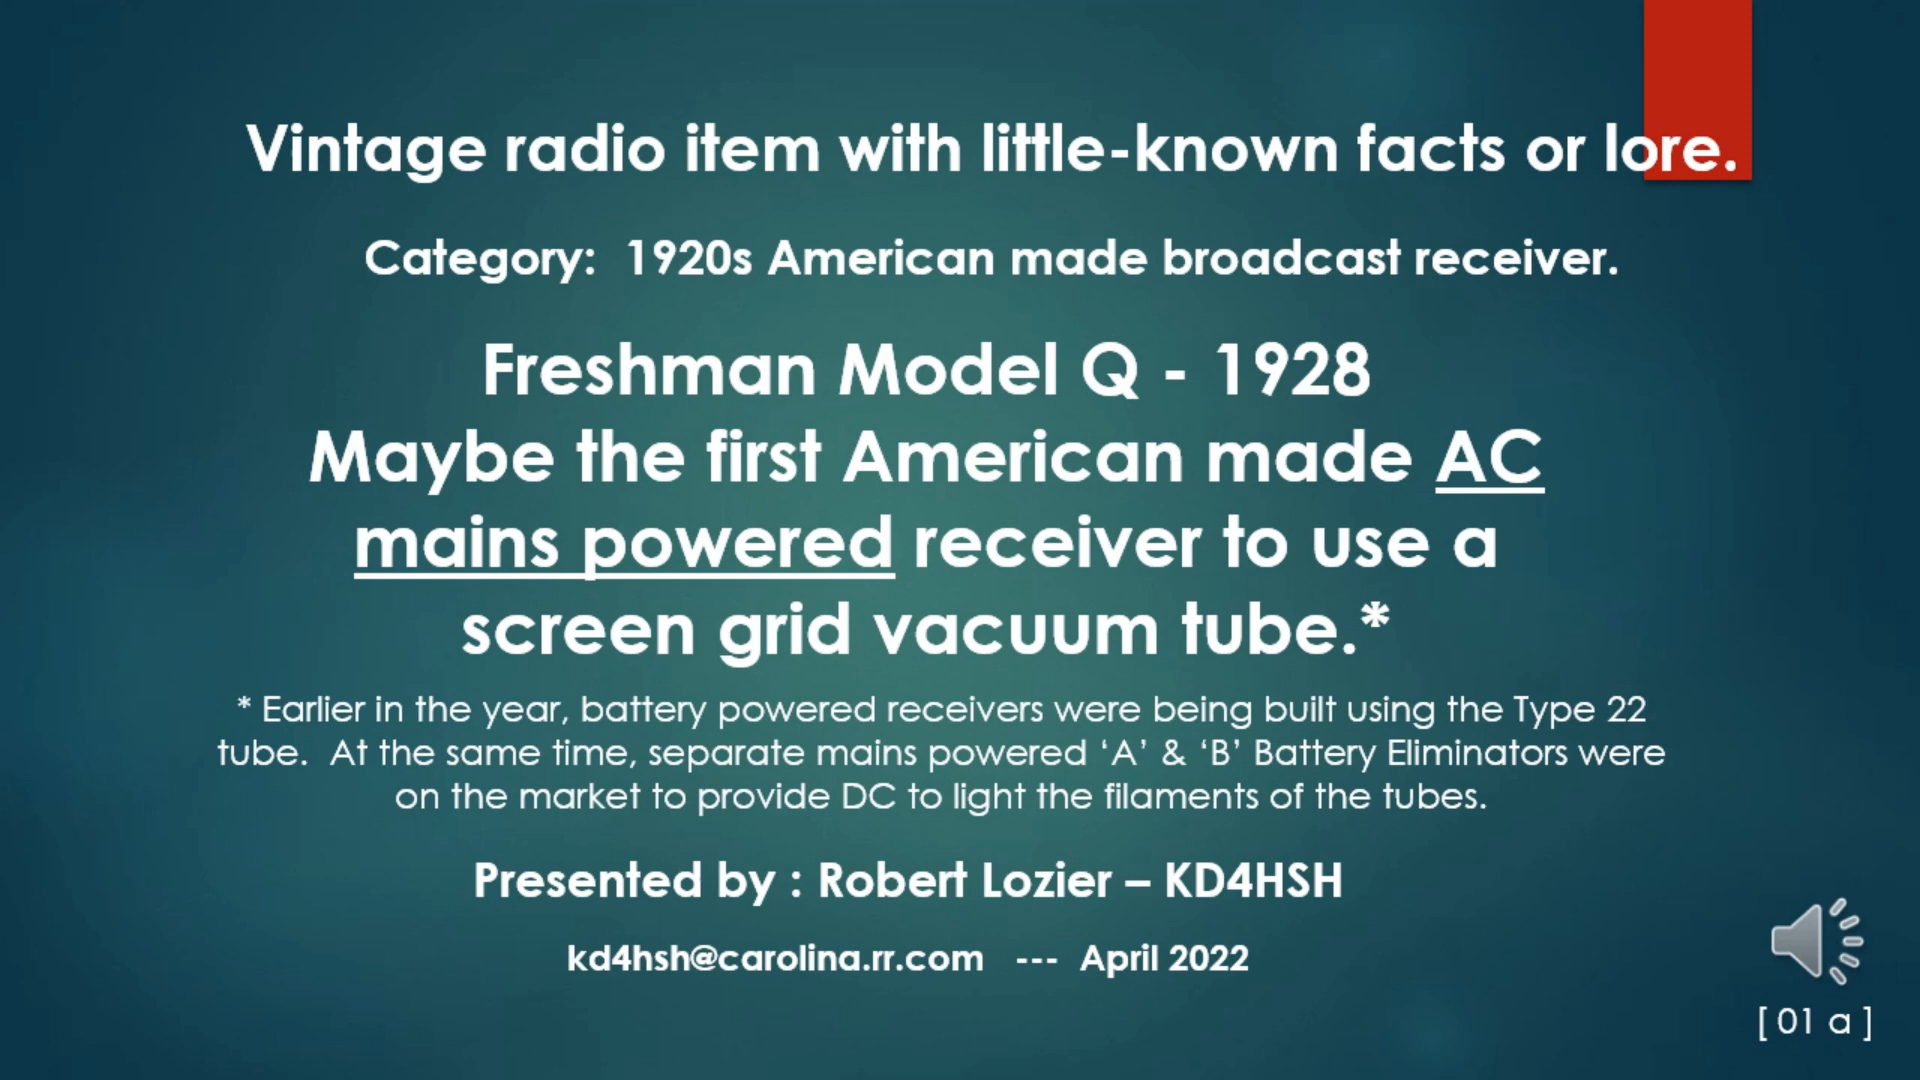 Vintage radio item with little-known facts or lore.
Category:  1920s American made broadcast receiver.
Freshman Model Q - 1928
Maybe the first American made AC
mains powered receiver to use a
screen grid vacuum tube.*
* Earlier in the year, battery powered receivers were being built using the Type 22
tube.  At the same time, separate mains powered ‘A’ & ‘B’ Battery Eliminators were
on the market to provide DC to light the filaments of the tubes.
Presented by : Robert Lozier – KD4HSH
kd4hsh@carolina.rr.com   ---  April 2022
[ 01 a ]